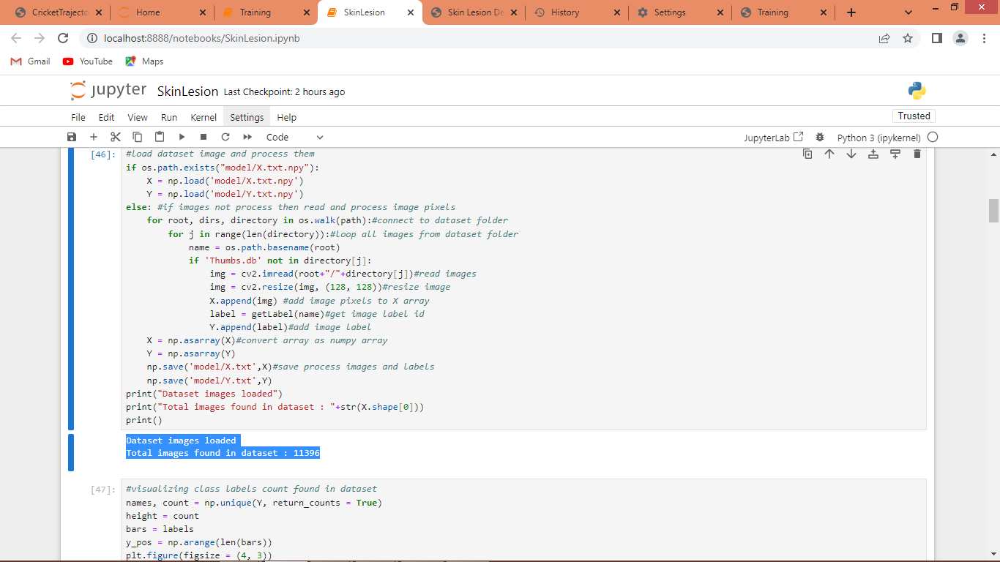 CricketTrajecto
Home
Training
SkinLesion
Skin Lesion De
History
Settings
Training
localhost:8888/notebooks/SkinLesion.ipynb
Gmail
YouTube
Maps
jupyter SkinLesion Last Checkpoint: 2 hours ago
File Edit View Run Kernel Settings Help
Trusted
Code
JupyterLab
Python 3 (ipykernel)
[46]:
#load dataset image and process them
if os.path.exists("model/X.txt.npy"):
    X = np.load('model/X.txt.npy')
    Y = np.load('model/Y.txt.npy')
else: #if images not process then read and process image pixels
    for root, dirs, directory in os.walk(path):#connect to dataset folder
        for j in range(len(directory)):#loop all images from dataset folder
            name = os.path.basename(root)
            if 'Thumbs.db' not in directory[j]:
                img = cv2.imread(root+"/"+directory[j])#read images
                img = cv2.resize(img, (128, 128))#resize image
                X.append(img) #add image pixels to X array
                label = getLabel(name)#get image label id
                Y.append(label)#add image label
    X = np.asarray(X)#convert array as numpy array
    Y = np.asarray(Y)
    np.save('model/X.txt',X)#save process images and labels
    np.save('model/Y.txt',Y)
print("Dataset images loaded")
print("Total images found in dataset : "+str(X.shape[0]))
print()
Dataset images loaded
Total images found in dataset : 11396
[47]:
#visualizing class labels count found in dataset
names, count = np.unique(Y, return_counts = True)
height = count
bars = labels
y_pos = np.arange(len(bars))
plt.figure(figsize = (4, 3))